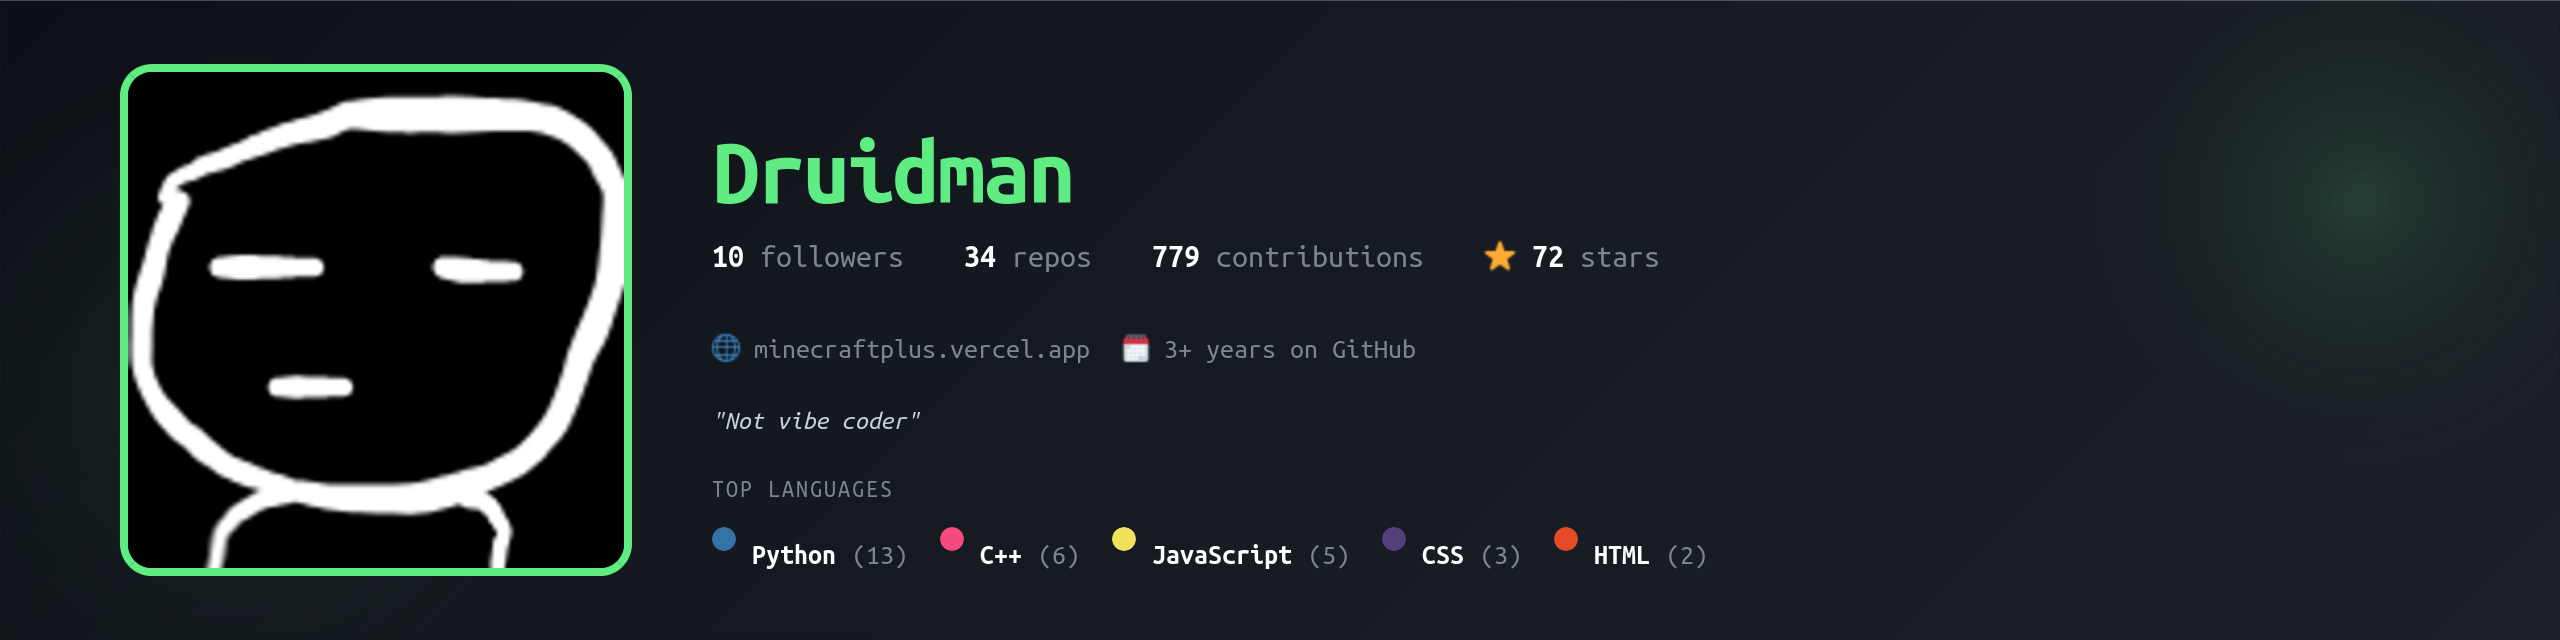 Druidman
10 followers 34 repos 779 contributions ⭐ 72 stars
minecraftplus.vercel.app 3+ years on GitHub
"Not vibe coder"
TOP LANGUAGES
Python (13) C++ (6) JavaScript (5) CSS (3) HTML (2)